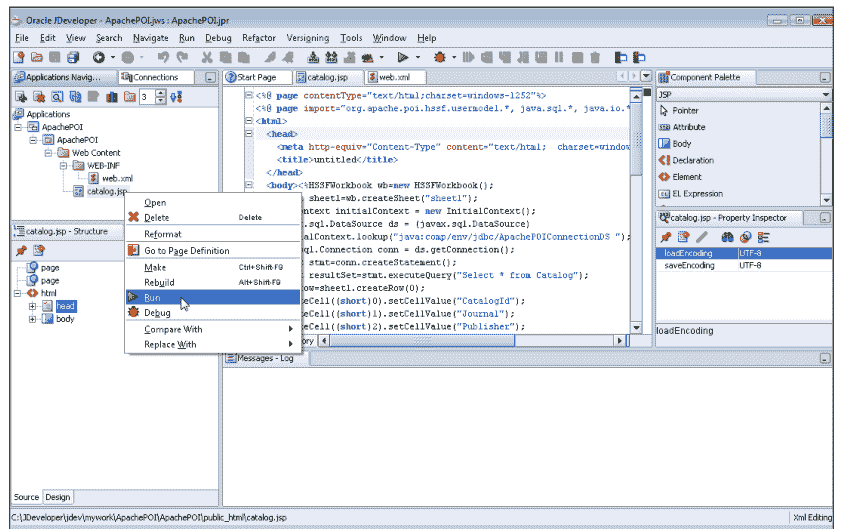 Oracle JDeveloper - ApachePOI.jws : ApachePOI.jpr
File Edit View Search Navigate Run Debug Refactor Versigning Tools Window Help
Applications Navig... Connections
3
Applications
ApachePOI
ApachePOI
Web Content
WEB-INF
web.xml
catalog.jsp
Start Page catalog.jsp web.xml
<%@ page contentType="text/html;charset=windows-1252"%>
<%@ page import="org.apache.poi.hssf.usermodel.*, java.sql.*, java.io.*
<html>
<head>
<meta http-equiv="Content-Type" content="text/html; charset=window
<title>untitled</title>
</head>
<body><%HSSFWorkbook wb=new HSSFWorkbook();
sheet1=wb.createSheet("sheet1");
ontext initialContext = new InitialContext();
.sql.DataSource ds = (javax.sql.DataSource)
alContext.lookup("java:comp/env/jdbc/ApachePOIConnectionDS ");
ql.Connection conn = ds.getConnection();
stmt=conn.createStatement();
resultSet=stmt.executeQuery("Select * from Catalog");
ow=sheet1.createRow(0);
teCell((short)0).setCellValue("CatalogId");
teCell((short)1).setCellValue("Journal");
teCell((short)2).setCellValue("Publisher");
ory
Open
Delete Delete
Reformat
Go to Page Definition
Make Ctrl+Shift-F9
Rebuild Alt+Shift-F9
Run
Debug
Compare With
Replace With
catalog.jsp - Structure
page
page
html
head
body
Source Design
Messages - Log
Component Palette
JSP
Pointer
Attribute
Body
Declaration
Element
EL Expression
catalog.jsp - Property Inspector
loadEncoding UTF-8
saveEncoding UTF-8
loadEncoding
C:\JDeveloper\jdev\mywork\ApachePOI\ApachePOI\public_html\catalog.jsp
Xml Editing